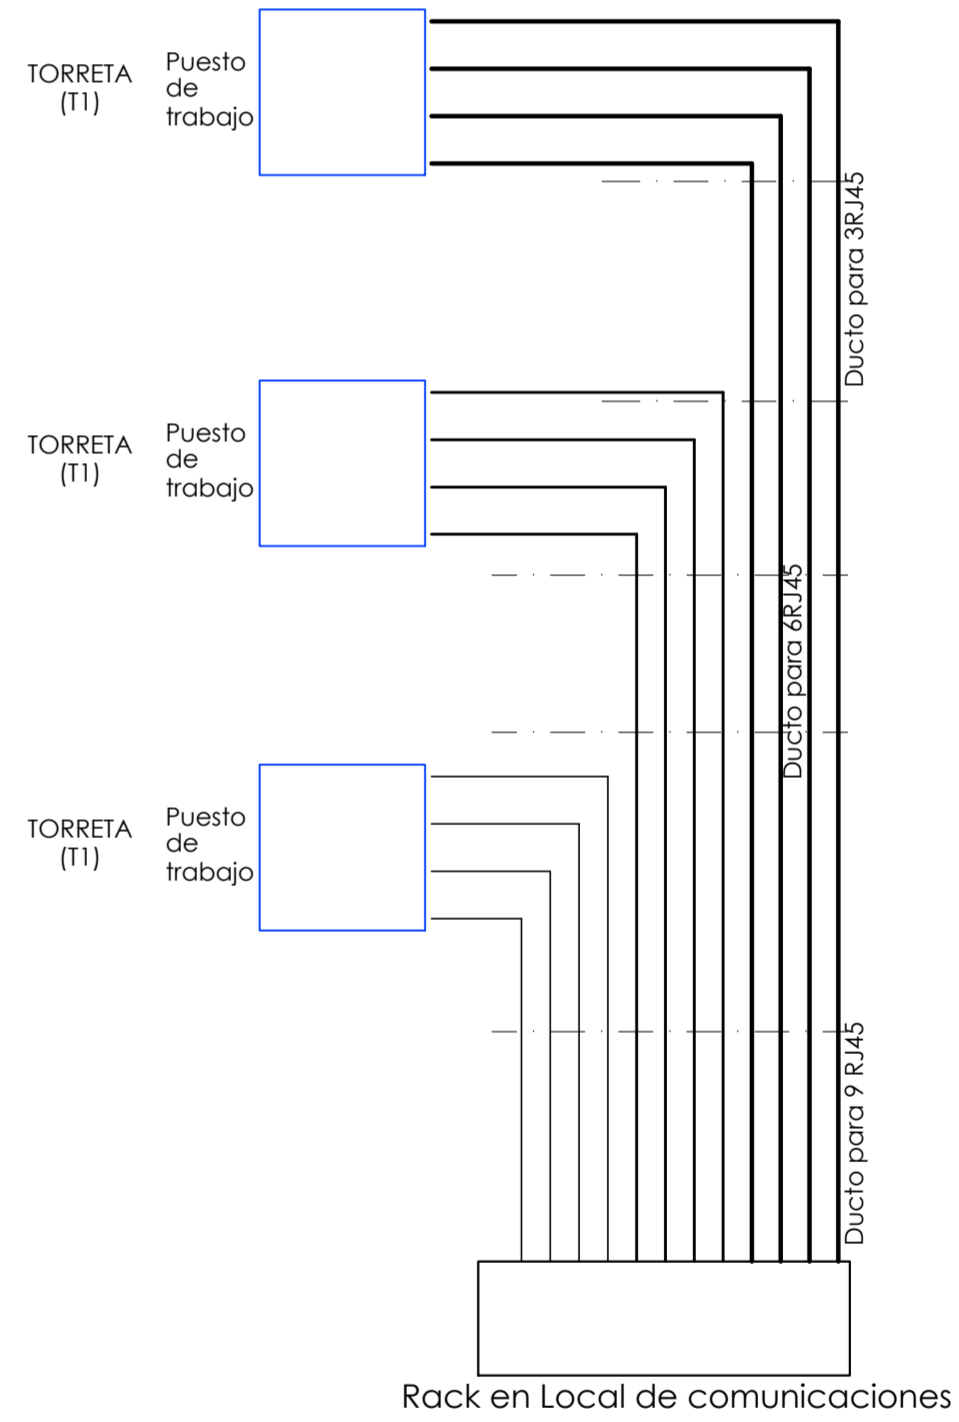 TORRETA
(T1)
Puesto
de
trabajo
Ducto para 3RJ45
TORRETA
(T1)
Puesto
de
trabajo
Ducto para 6RJ45
TORRETA
(T1)
Puesto
de
trabajo
Ducto para 9 RJ45
Rack en Local de comunicaciones